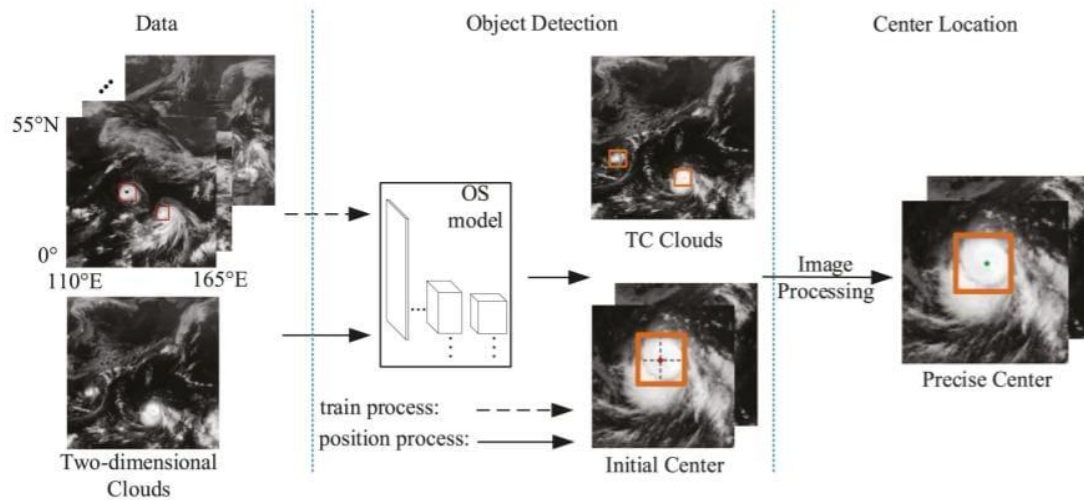 Data
Object Detection
Center Location
55°N
0°
110°E
165°E
Two-dimensional
Clouds
OS
model
train process:
position process:
TC Clouds
Initial Center
Image
Processing
Precise Center